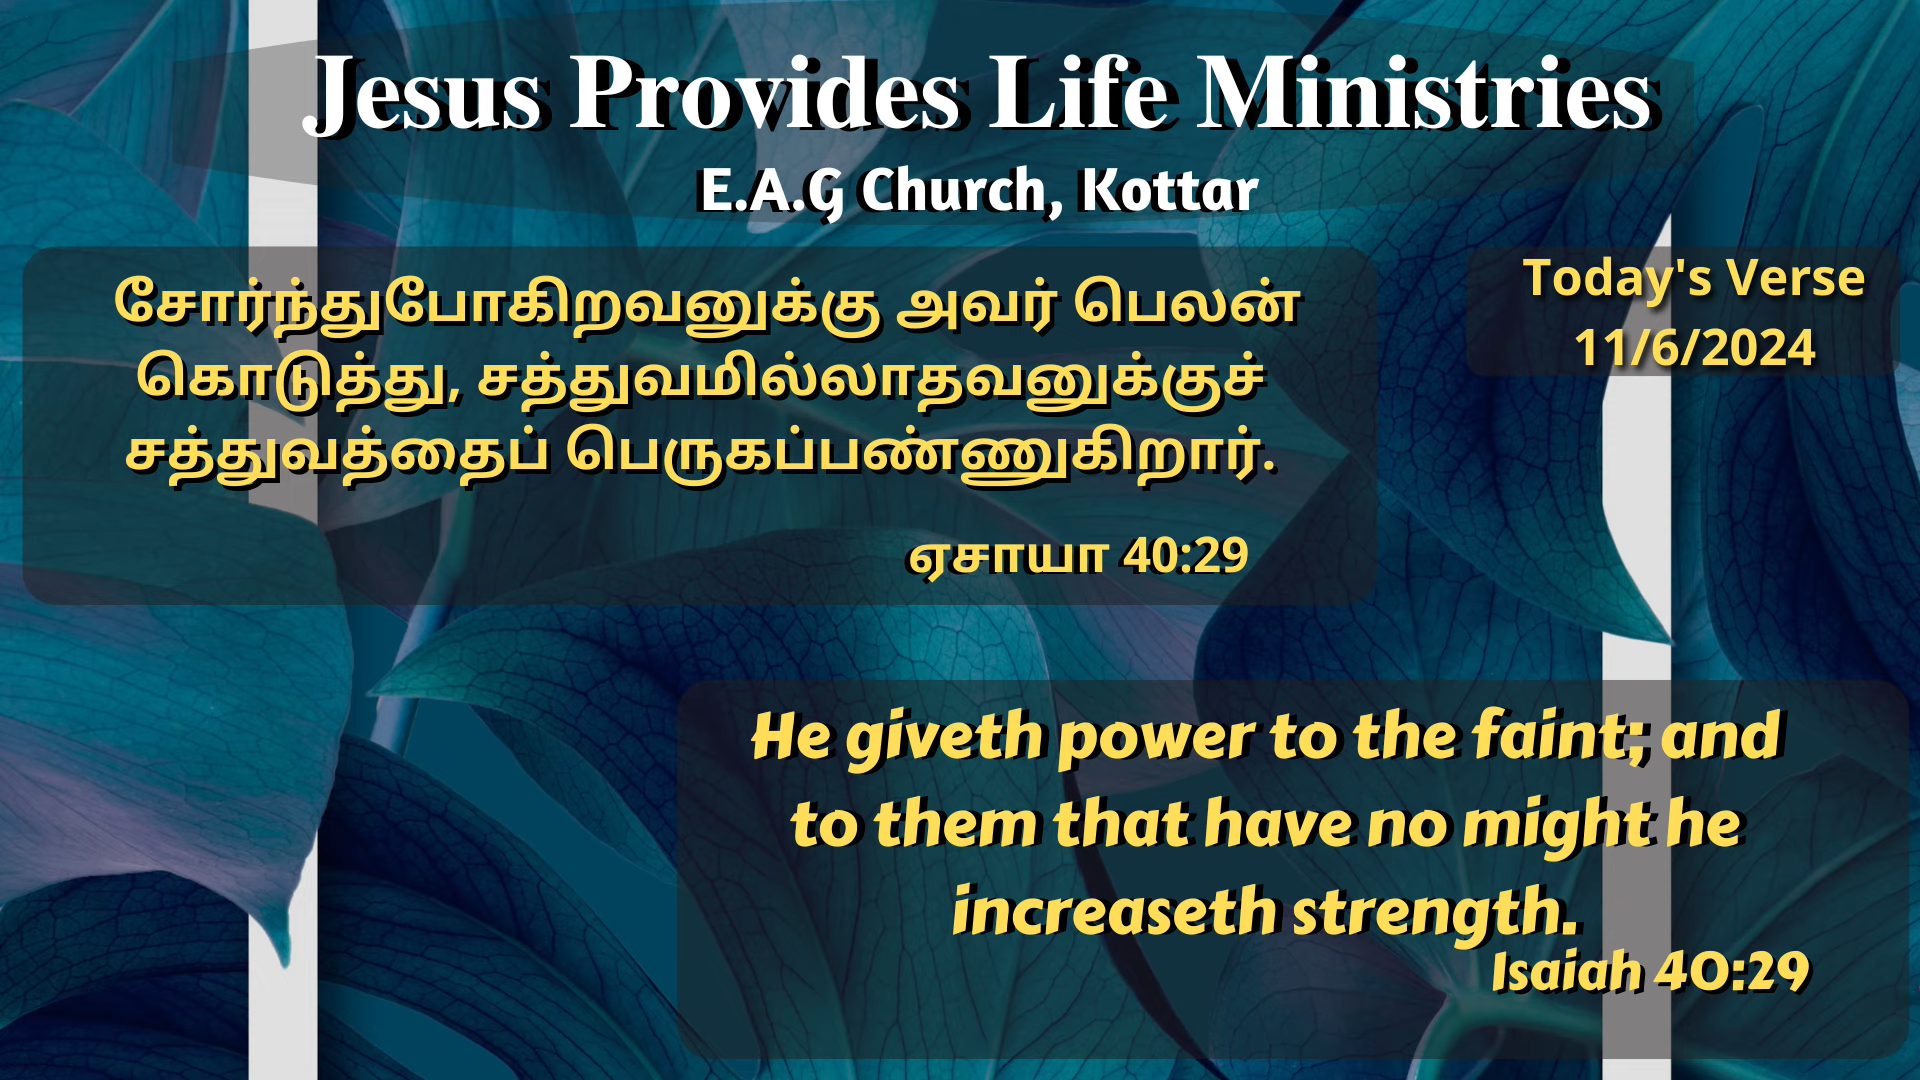 Jesus Provides Life Ministries
E.A.G Church, Kottar
சோர்ந்துபோகிறவனுக்கு அவர் பெலன்
கொடுத்து, சத்துவமில்லாதவனுக்குச்
சத்துவத்தைப் பெருகப்பண்ணுகிறார்.
ஏசாயா 40:29
Today's Verse
11/6/2024
He giveth power to the faint; and
to them that have no might he
increaseth strength.
Isaiah 40:29